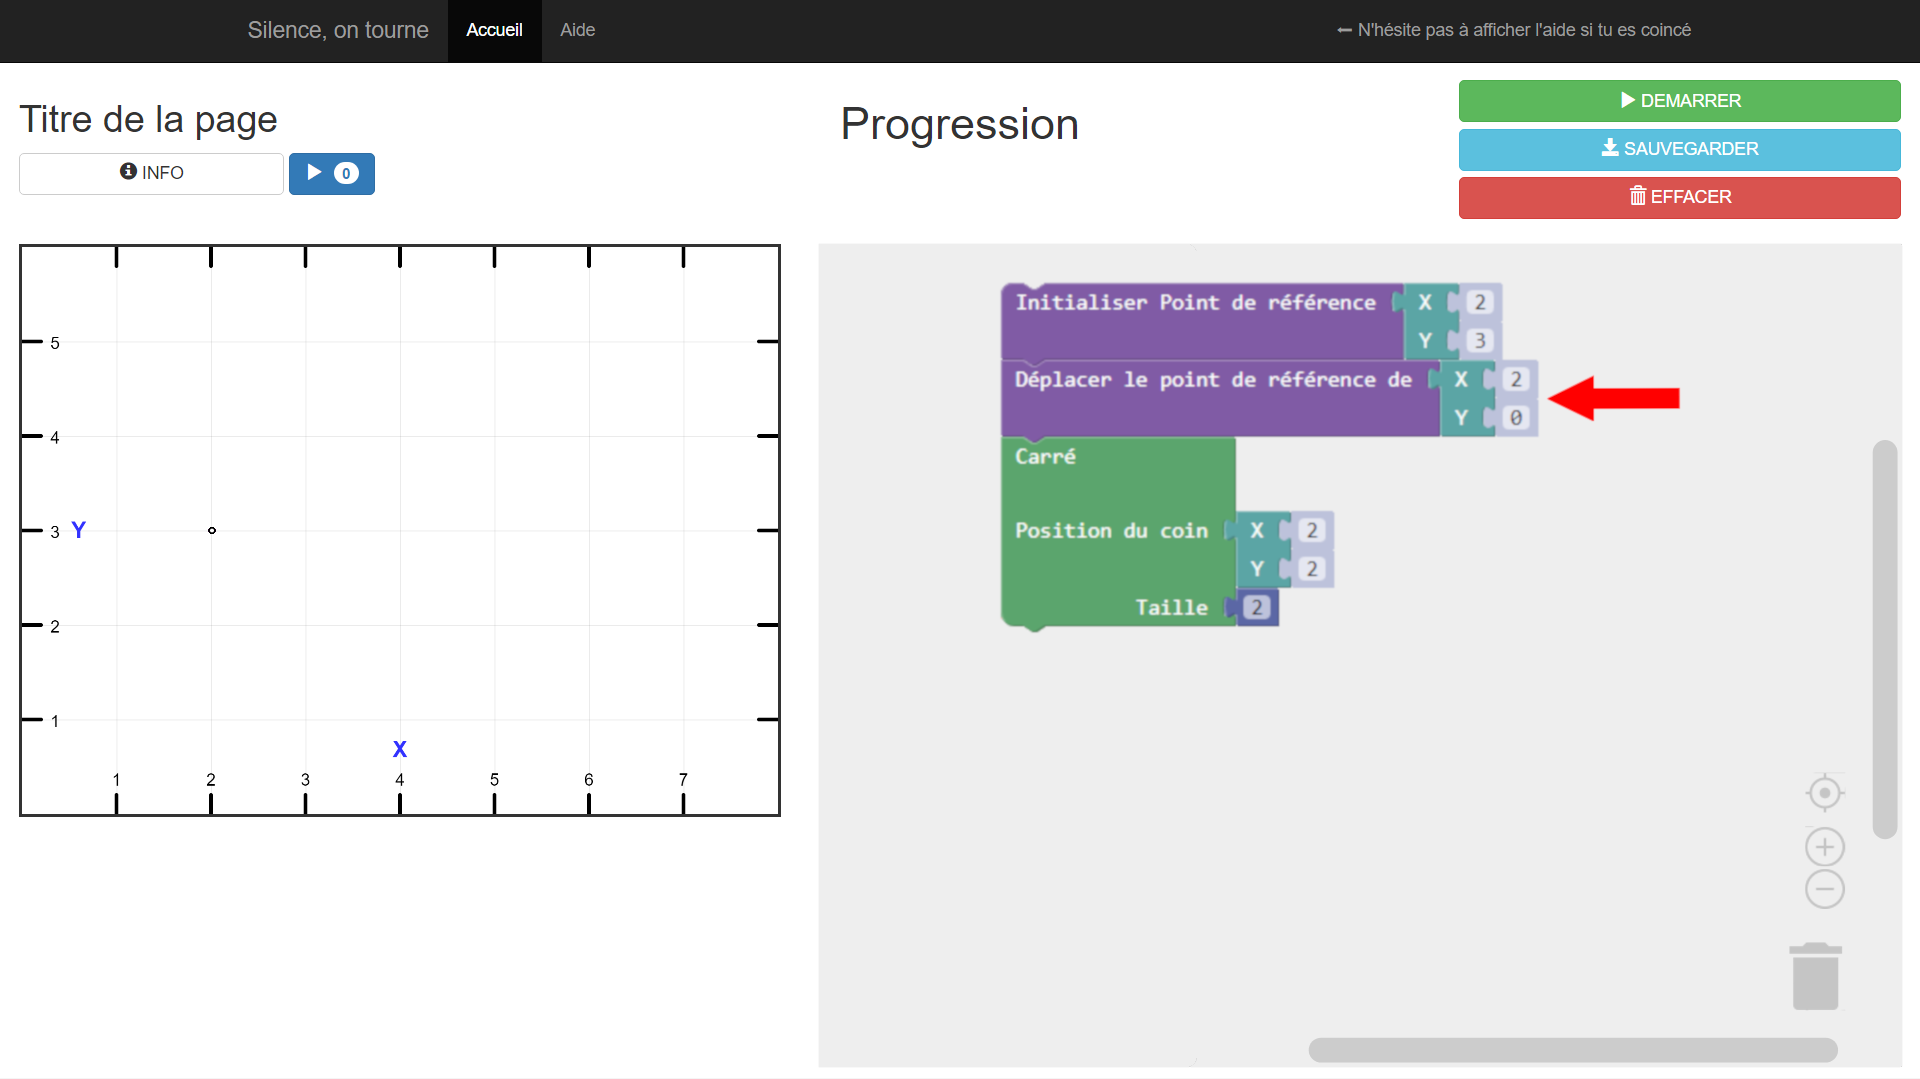 Silence, on tourne
Accueil
Aide
N'hésite pas à afficher l'aide si tu es coincé
Titre de la page
INFO
0
Progression
DEMARRER
SAUVEGARDER
EFFACER
5
4
3 Y
2
1
X
1 2 3 4 5 6 7
Initialiser Point de référence X 2
Y 3
Déplacer le point de référence de X 2
Y 0
Carré
Position du coin X 2
Y 2
Taille 2